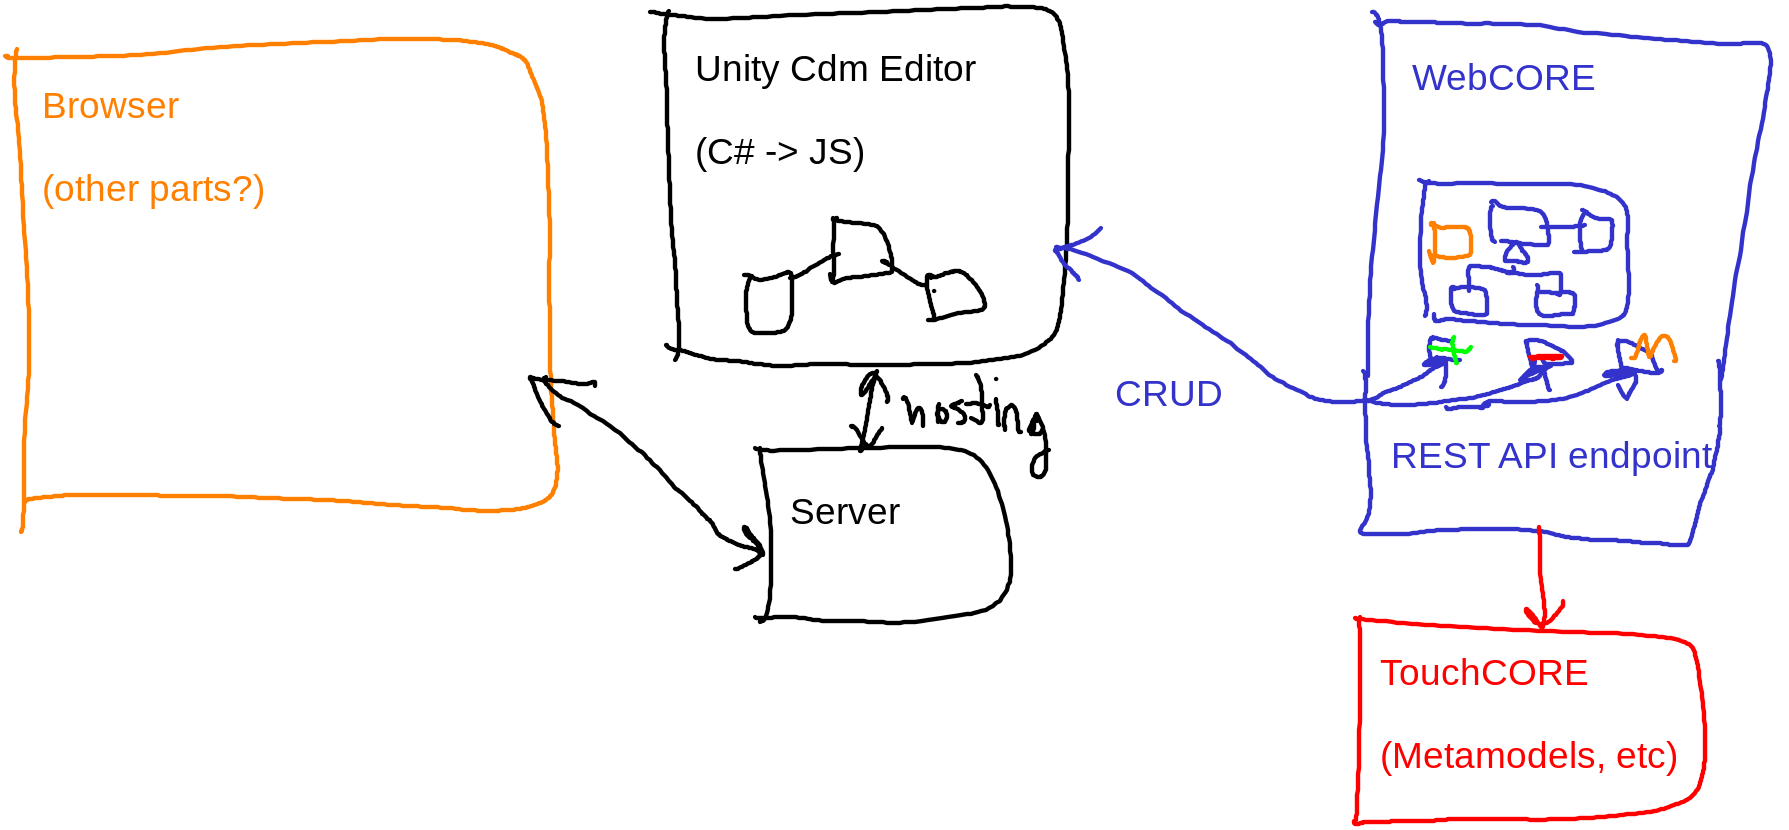 Browser
(other parts?)
Unity Cdm Editor
(C# -> JS)
hosting
Server
CRUD
WebCORE
REST API endpoint
TouchCORE
(Metamodels, etc)